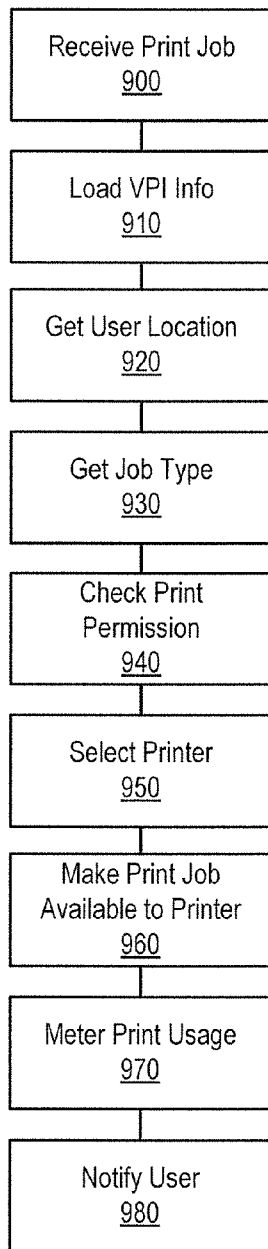 Receive Print Job
900
Load VPI Info
910
Get User Location
920
Get Job Type
930
Check Print
Permission
940
Select Printer
950
Make Print Job
Available to Printer
960
Meter Print Usage
970
Notify User
980